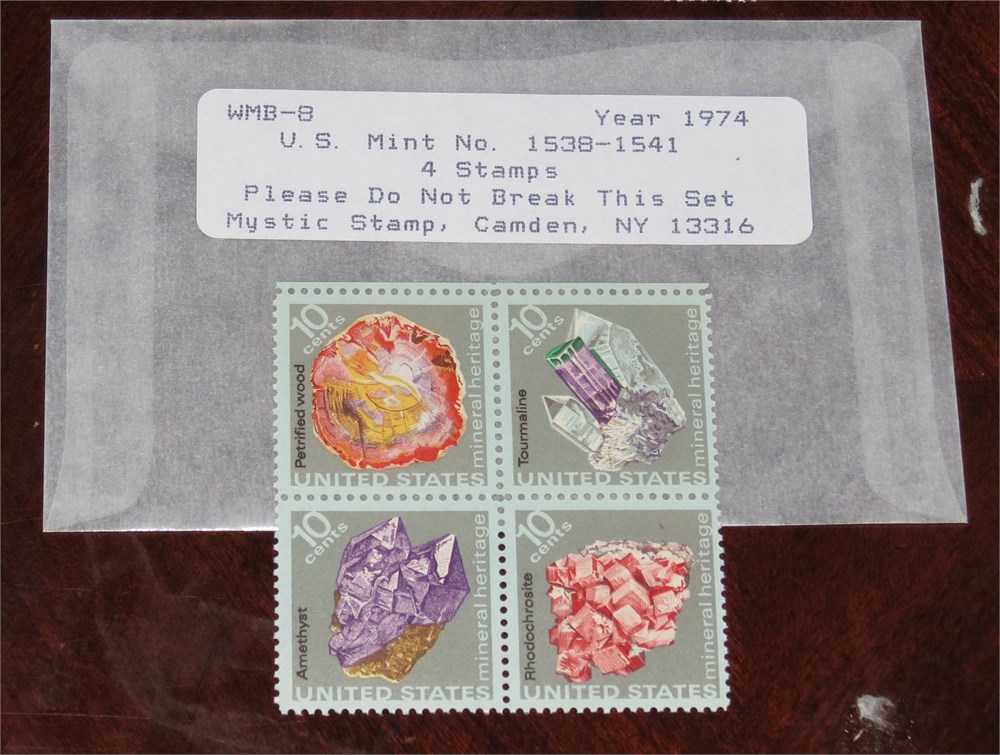 WMB-8 Year 1974
U.S. Mint No. 1538-1541
4 Stamps
Please Do Not Break This Set
Mystic Stamp, Camden, NY 13316
10 cents
Petrified wood
mineral heritage
UNITED STATES
10 cents
Tourmaline
mineral heritage
UNITED STATES
10 cents
Amethyst
mineral heritage
UNITED STATES
10 cents
Rhodochrosite
mineral heritage
UNITED STATES